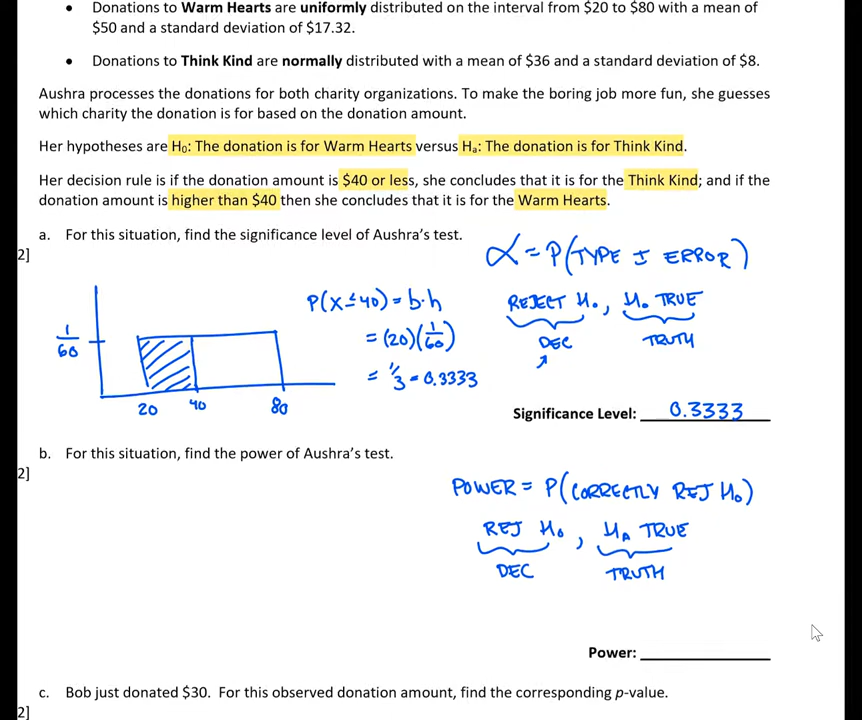 • Donations to Warm Hearts are uniformly distributed on the interval from $20 to $80 with a mean of
$50 and a standard deviation of $17.32.
• Donations to Think Kind are normally distributed with a mean of $36 and a standard deviation of $8.
Aushra processes the donations for both charity organizations. To make the boring job more fun, she guesses
which charity the donation is for based on the donation amount.
Her hypotheses are H₀: The donation is for Warm Hearts versus Hₐ: The donation is for Think Kind.
Her decision rule is if the donation amount is $40 or less, she concludes that it is for the Think Kind; and if the
donation amount is higher than $40 then she concludes that it is for the Warm Hearts.
a. For this situation, find the significance level of Aushra's test.
2]
α = P(TYPE I ERROR)
REJECT H₀, H₀ TRUE
DEC TRUTH
P(X≤40) = b·h
= (20)(1/60)
= 1/3 = 0.3333
1/60
20 40 80
Significance Level: 0.3333
b. For this situation, find the power of Aushra's test.
2]
POWER = P(CORRECTLY REJ H₀)
REJ H₀, HA TRUE
DEC TRUTH
Power:
c. Bob just donated $30. For this observed donation amount, find the corresponding p-value.
2]